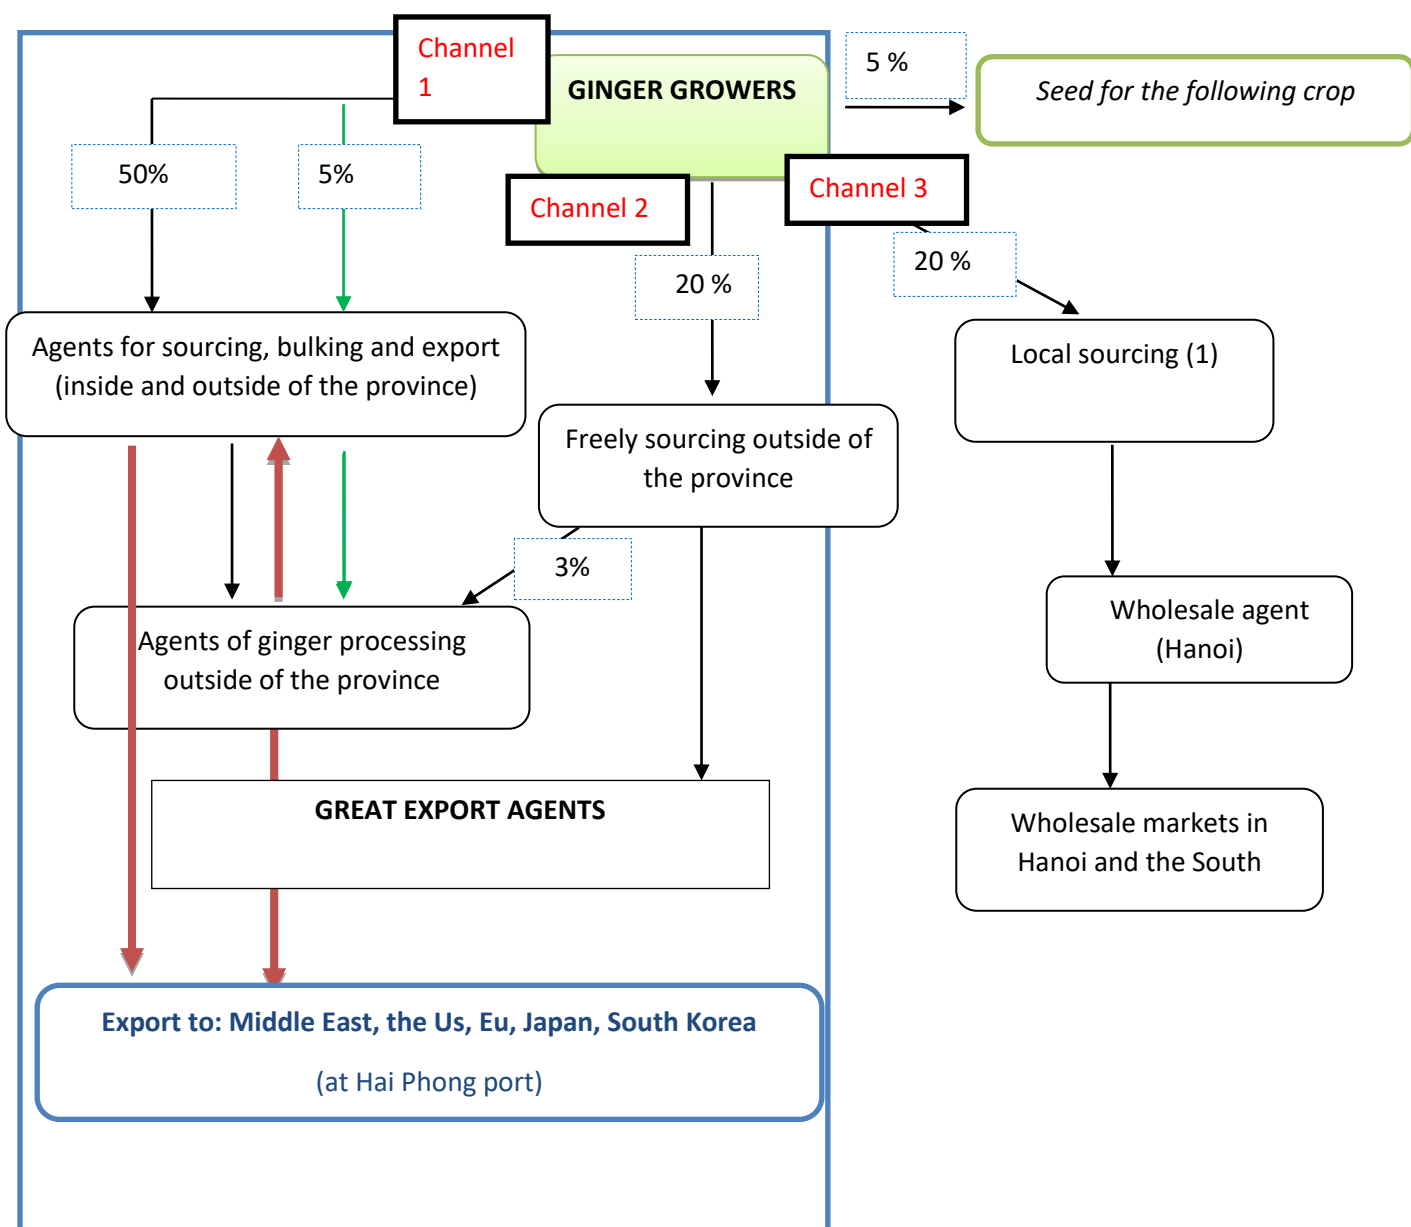 Channel
1
GINGER GROWERS
5 %
Seed for the following crop
50%
5%
Channel 2
Channel 3
20 %
20 %
Agents for sourcing, bulking and export
(inside and outside of the province)
Local sourcing (1)
Freely sourcing outside of
the province
3%
Agents of ginger processing
outside of the province
Wholesale agent
(Hanoi)
GREAT EXPORT AGENTS
Wholesale markets in
Hanoi and the South
Export to: Middle East, the Us, Eu, Japan, South Korea
(at Hai Phong port)